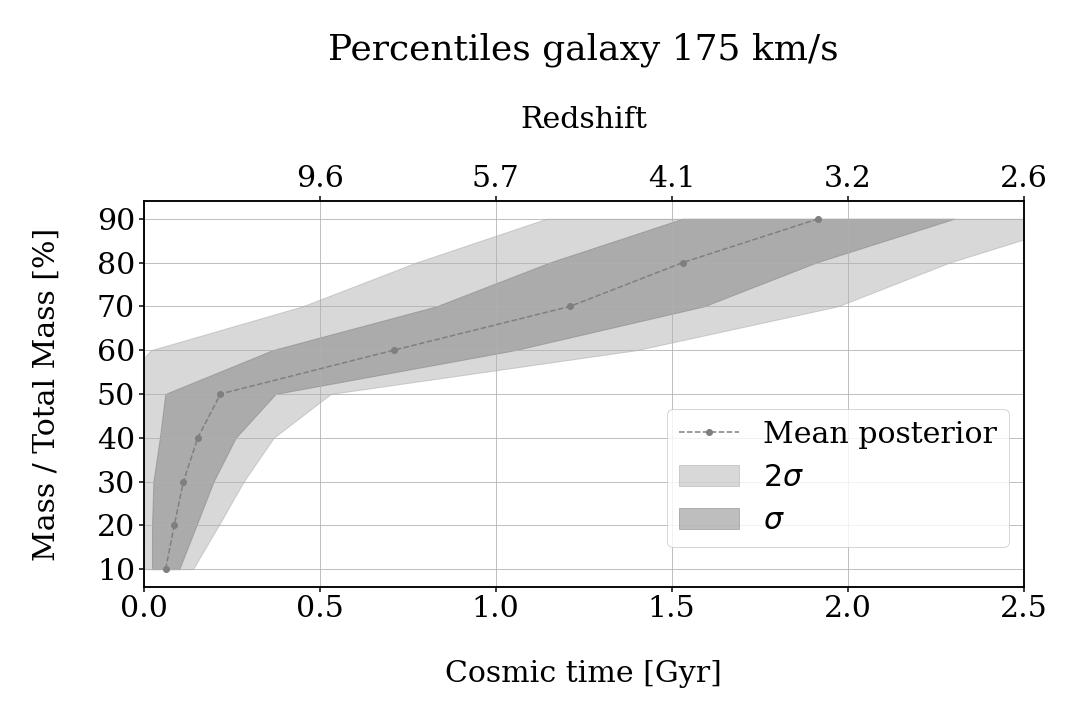 Percentiles galaxy 175 km/s
Redshift
9.6 5.7 4.1 3.2 2.6
Mass / Total Mass [%]
90
80
70
60
50
40
30
20
10
Mean posterior
2σ
σ
0.0 0.5 1.0 1.5 2.0 2.5
Cosmic time [Gyr]